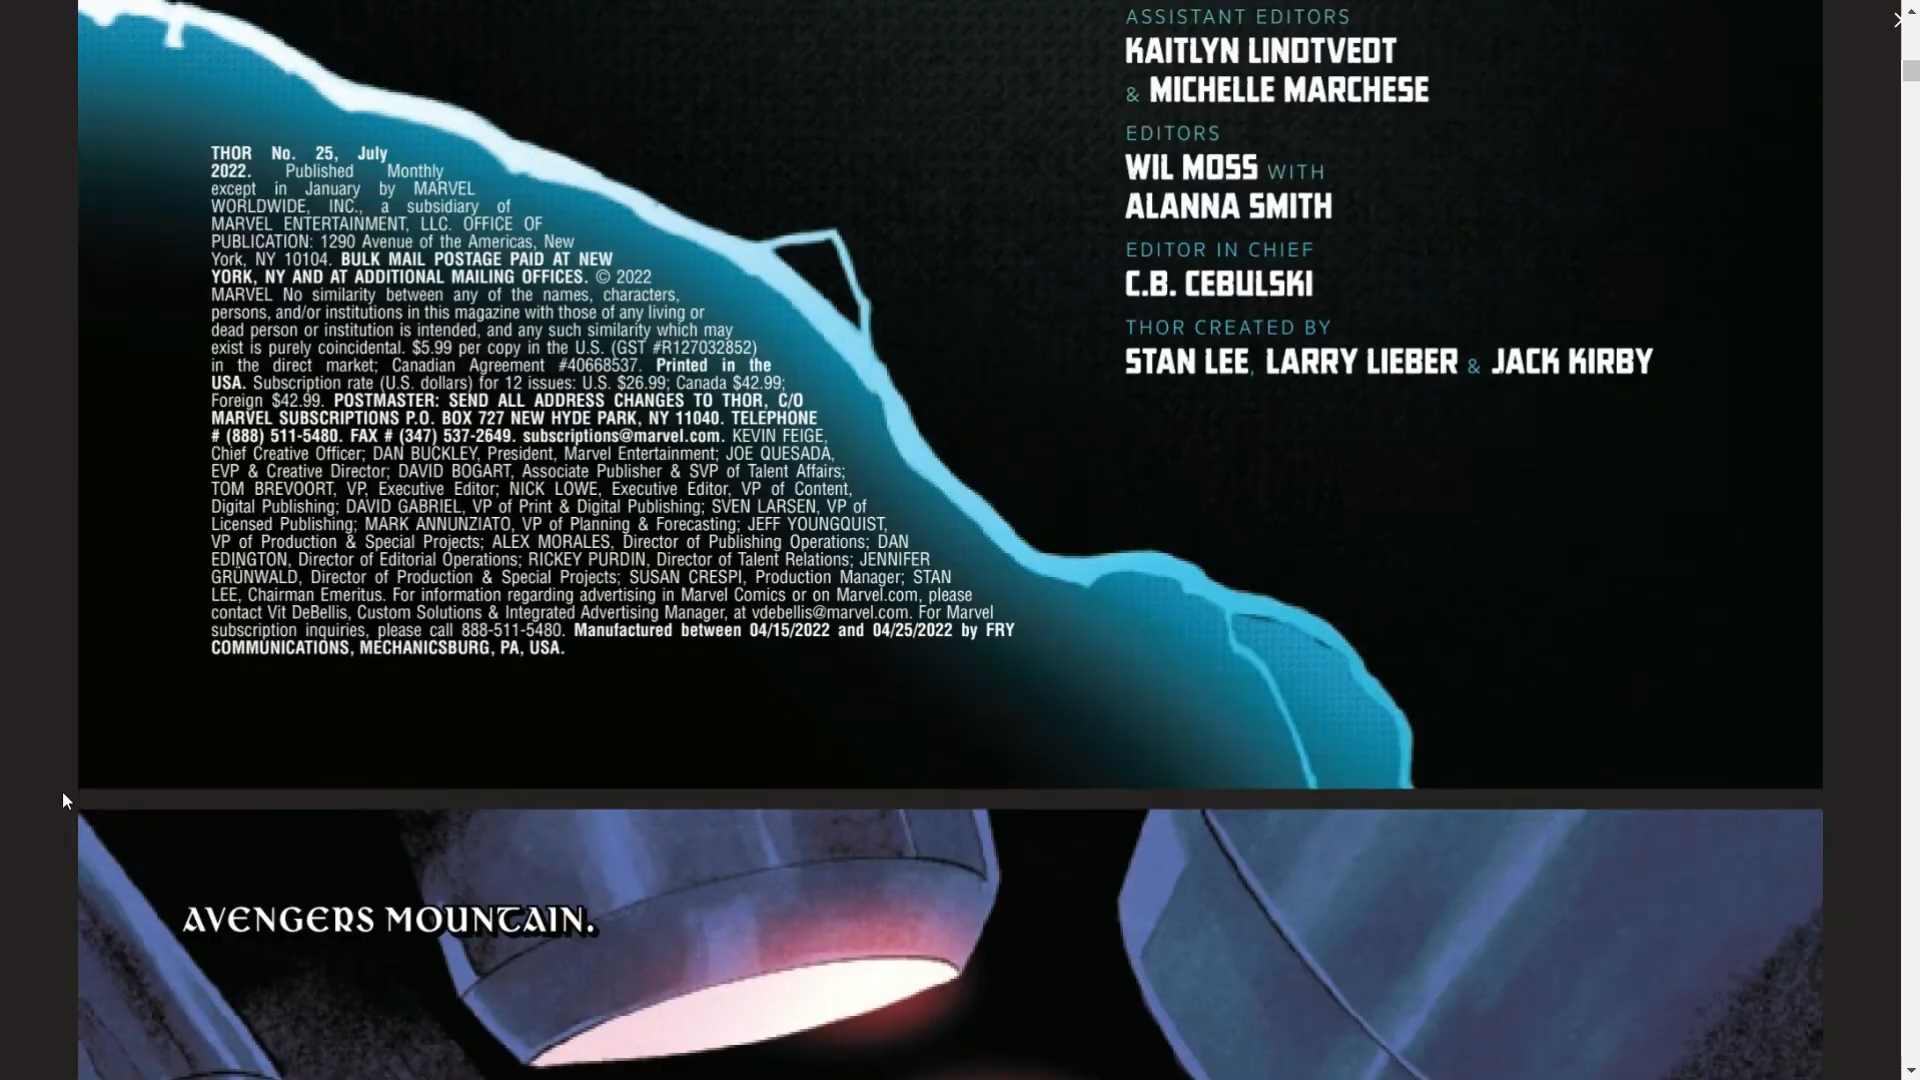 THOR No. 25, July
2022. Published Monthly
except in January by MARVEL
WORLDWIDE, INC., a subsidiary of
MARVEL ENTERTAINMENT, LLC. OFFICE OF
PUBLICATION: 1290 Avenue of the Americas, New
York, NY 10104. BULK MAIL POSTAGE PAID AT NEW
YORK, NY AND AT ADDITIONAL MAILING OFFICES. © 2022
MARVEL No similarity between any of the names, characters,
persons, and/or institutions in this magazine with those of any living or
dead person or institution is intended, and any such similarity which may
exist is purely coincidental. $5.99 per copy in the U.S. (GST #R127032852)
in the direct market; Canadian Agreement #40668537. Printed in the
USA. Subscription rate (U.S. dollars) for 12 issues: U.S. $26.99; Canada $42.99;
Foreign $42.99. POSTMASTER: SEND ALL ADDRESS CHANGES TO THOR, C/O
MARVEL SUBSCRIPTIONS P.O. BOX 727 NEW HYDE PARK, NY 11040. TELEPHONE
# (888) 511-5480. FAX # (347) 537-2649. subscriptions@marvel.com. KEVIN FEIGE,
Chief Creative Officer; DAN BUCKLEY, President, Marvel Entertainment; JOE QUESADA,
EVP & Creative Director; DAVID BOGART, Associate Publisher & SVP of Talent Affairs;
TOM BREVOORT, VP, Executive Editor; NICK LOWE, Executive Editor, VP of Content,
Digital Publishing; DAVID GABRIEL, VP of Print & Digital Publishing; SVEN LARSEN, VP of
Licensed Publishing; MARK ANNUNZIATO, VP of Planning & Forecasting; JEFF YOUNGQUIST,
VP of Production & Special Projects; ALEX MORALES, Director of Publishing Operations; DAN
EDINGTON, Director of Editorial Operations; RICKEY PURDIN, Director of Talent Relations; JENNIFER
GRÜNWALD, Director of Production & Special Projects; SUSAN CRESPI, Production Manager; STAN
LEE, Chairman Emeritus. For information regarding advertising in Marvel Comics or on Marvel.com, please
contact Vit DeBellis, Custom Solutions & Integrated Advertising Manager, at vdebellis@marvel.com. For Marvel
subscription inquiries, please call 888-511-5480. Manufactured between 04/15/2022 and 04/25/2022 by FRY
COMMUNICATIONS, MECHANICSBURG, PA, USA.
ASSISTANT EDITORS
KAITLYN LINDTVEDT
& MICHELLE MARCHESE
EDITORS
WIL MOSS WITH
ALANNA SMITH
EDITOR IN CHIEF
C.B. CEBULSKI
THOR CREATED BY
STAN LEE, LARRY LIEBER & JACK KIRBY
AVENGERS MOUNTAIN.